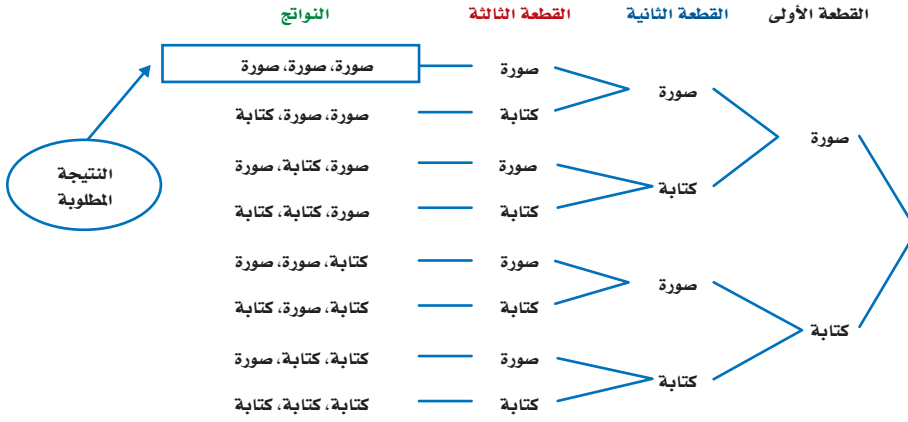 القطعة الأولى القطعة الثانية القطعة الثالثة النواتج
صورة صورة صورة صورة، صورة، صورة
كتابة صورة، صورة، كتابة
كتابة صورة صورة، كتابة، صورة
كتابة صورة، كتابة، كتابة
كتابة صورة صورة كتابة، صورة، صورة
كتابة كتابة، صورة، كتابة
كتابة صورة كتابة، كتابة، صورة
كتابة كتابة، كتابة، كتابة
النتيجة
المطلوبة